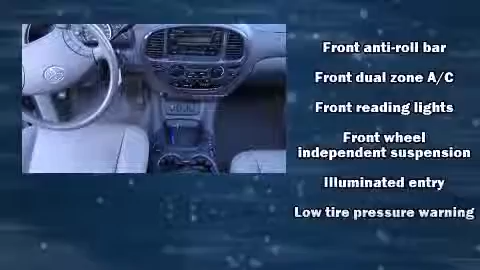 Front anti-roll bar
Front dual zone A/C
Front reading lights
Front wheel
independent suspension
Illuminated entry
Low tire pressure warning